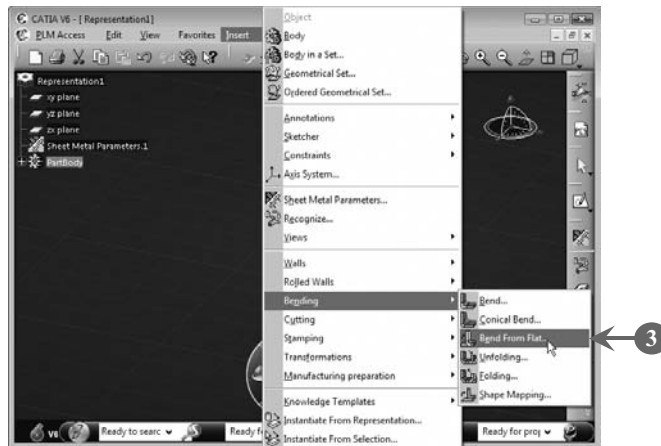 CATIA V6 - [ Representation1]
PLM Access Edit View Favorites Insert
Representation1
xy plane
yz plane
zx plane
Sheet Metal Parameters.1
PartBody
Object
Body
Body in a Set...
Geometrical Set...
Ordered Geometrical Set...
Annotations
Sketcher
Constraints
Axis System...
Sheet Metal Parameters...
Recognize...
Views
Walls
Rolled Walls
Bending
Cutting
Stamping
Transformations
Manufacturing preparation
Knowledge Templates
Instantiate From Representation...
Instantiate From Selection...
Bend...
Conical Bend...
Bend From Flat...
Unfolding...
Folding...
Shape Mapping...
3
V6 Ready to searc Ready f Ready for prop